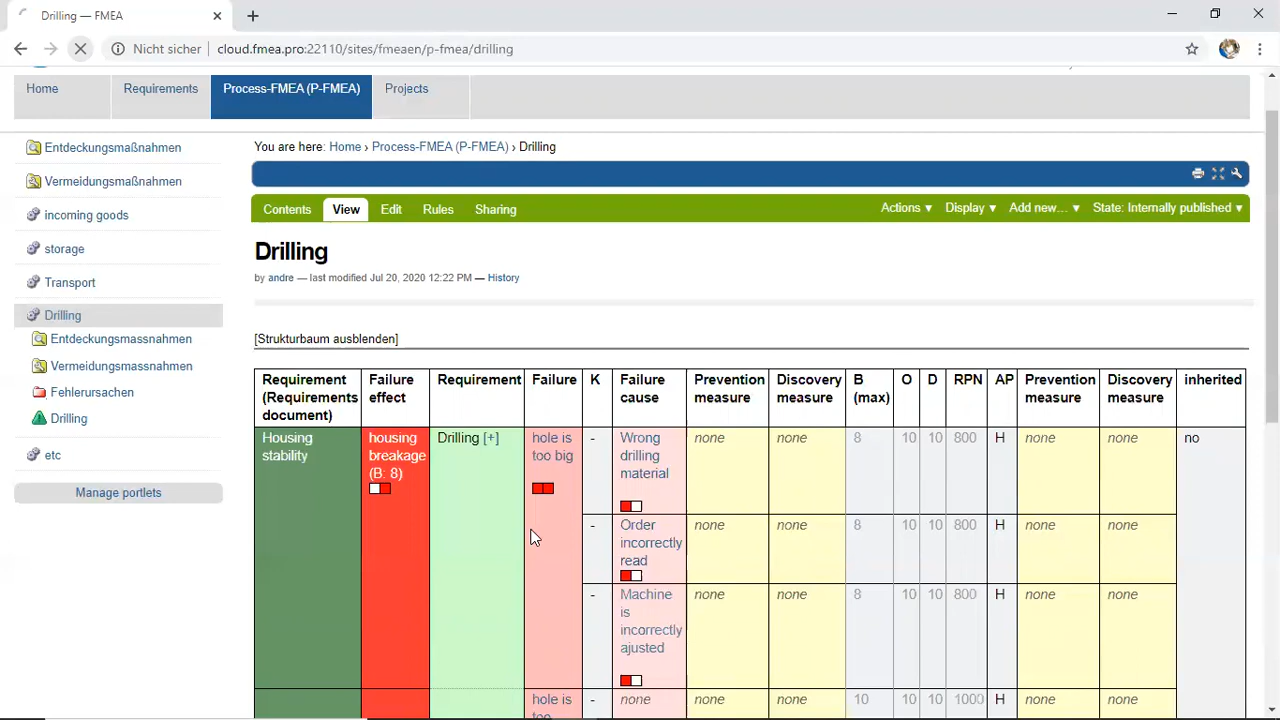 Drilling — FMEA
Nicht sicher cloud.fmea.pro:22110/sites/fmeaen/p-fmea/drilling
Home Requirements Process-FMEA (P-FMEA) Projects
Entdeckungsmaßnahmen
Vermeidungsmaßnahmen
incoming goods
storage
Transport
Drilling
Entdeckungsmassnahmen
Vermeidungsmassnahmen
Fehlerursachen
Drilling
etc
Manage portlets
You are here: Home › Process-FMEA (P-FMEA) › Drilling
Contents View Edit Rules Sharing Actions ▼ Display ▼ Add new… ▼ State: Internally published ▼
Drilling
by andre — last modified Jul 20, 2020 12:22 PM — History
[Strukturbaum ausblenden]
Requirement Failure Requirement Failure K Failure Prevention Discovery B O D RPN AP Prevention Discovery inherited
(Requirements effect cause measure measure (max) measure measure
document)
Housing housing Drilling [+] hole is - Wrong none none 8 10 10 800 H none none no
stability breakage too big drilling
(B: 8) material
- Order none none 8 10 10 800 H none none
incorrectly
read
- Machine none none 8 10 10 800 H none none
is
incorrectly
ajusted
hole is - none none none 10 10 10 1000 H none none
too